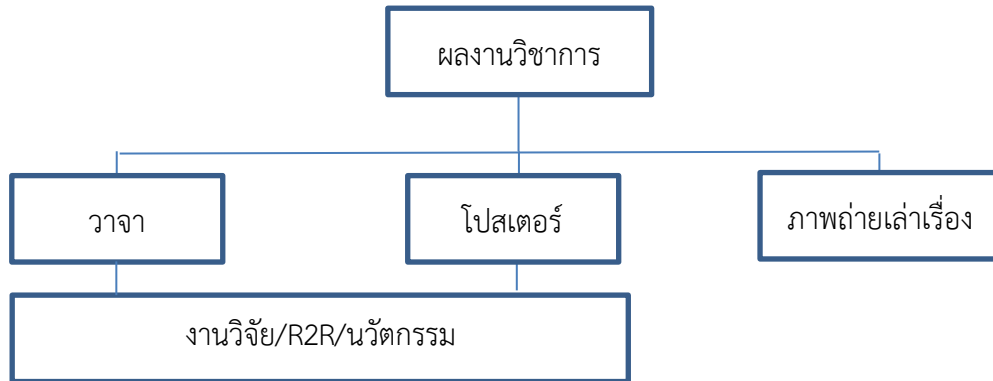 ผลงานวิชาการ
วาจา
โปสเตอร์
ภาพถ่ายเล่าเรื่อง
งานวิจัย/R2R/นวัตกรรม